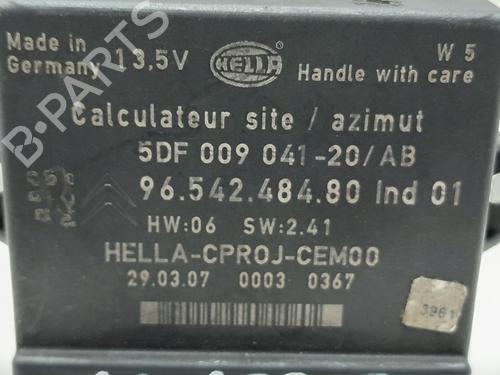 Made in
Germany 13,5V HELLA W 5
Handle with care
Calculateur site / azimut
5DF 009 041-20/AB
96.542.484.80 Ind 01
HW:06 SW:2.41
HELLA-CPROJ-CEM00
29.03.07 0003 0367
3961
B-PARTS